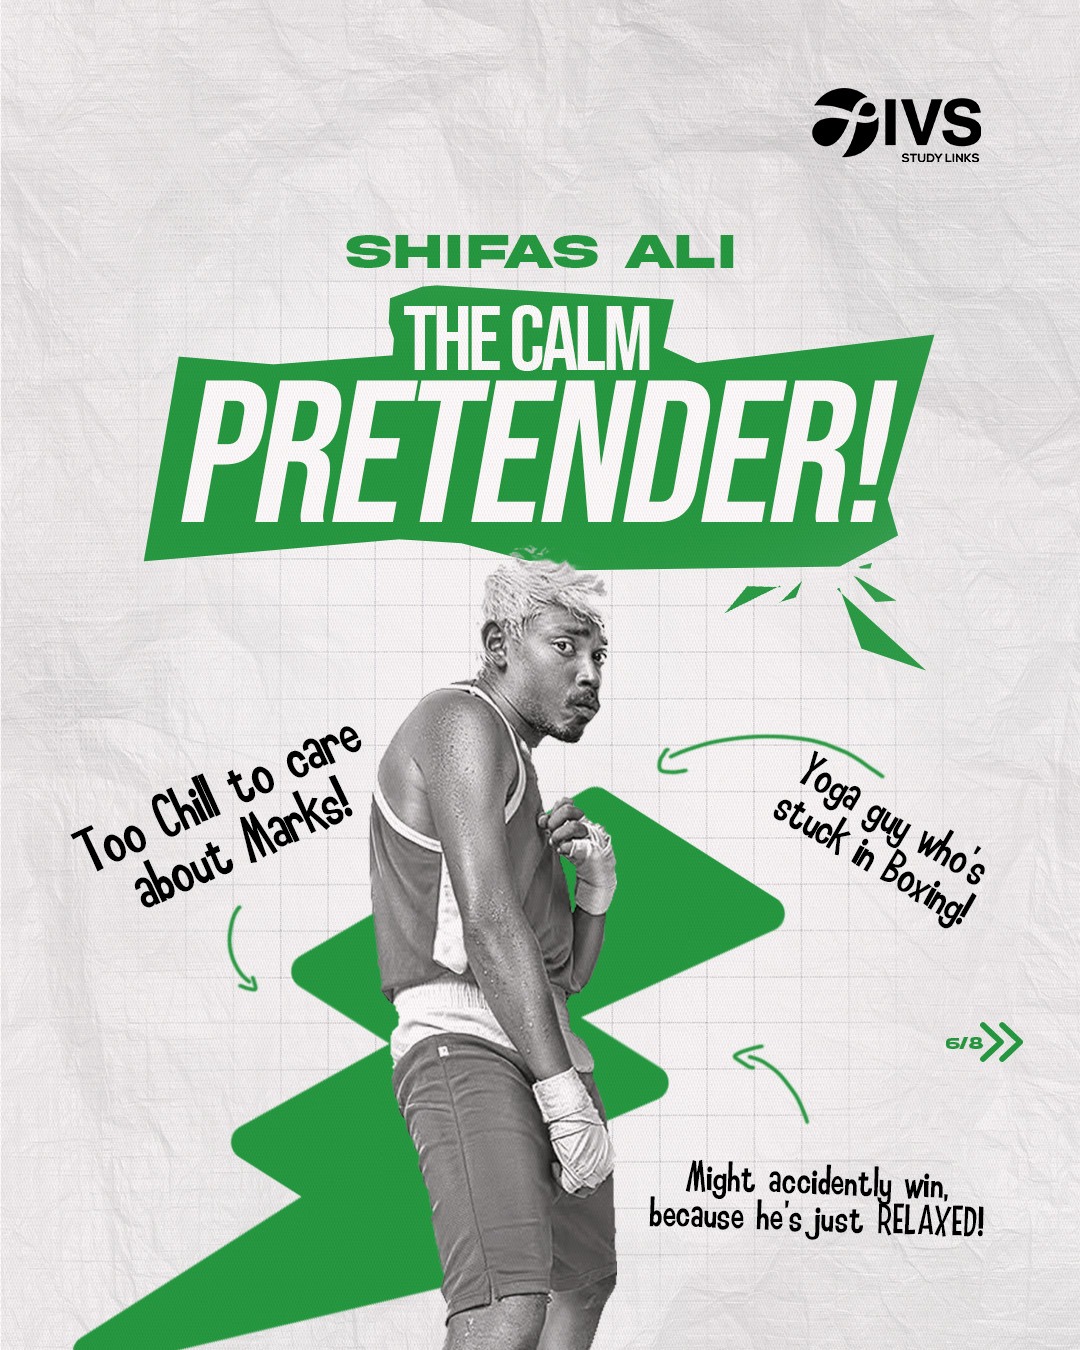 IVS
STUDY LINKS
SHIFAS ALI
THE CALM
PRETENDER!
Too Chill to care
about Marks!
Yoga guy who's
stuck in Boxing!
6/8
Might accidently win,
because he's just RELAXED!